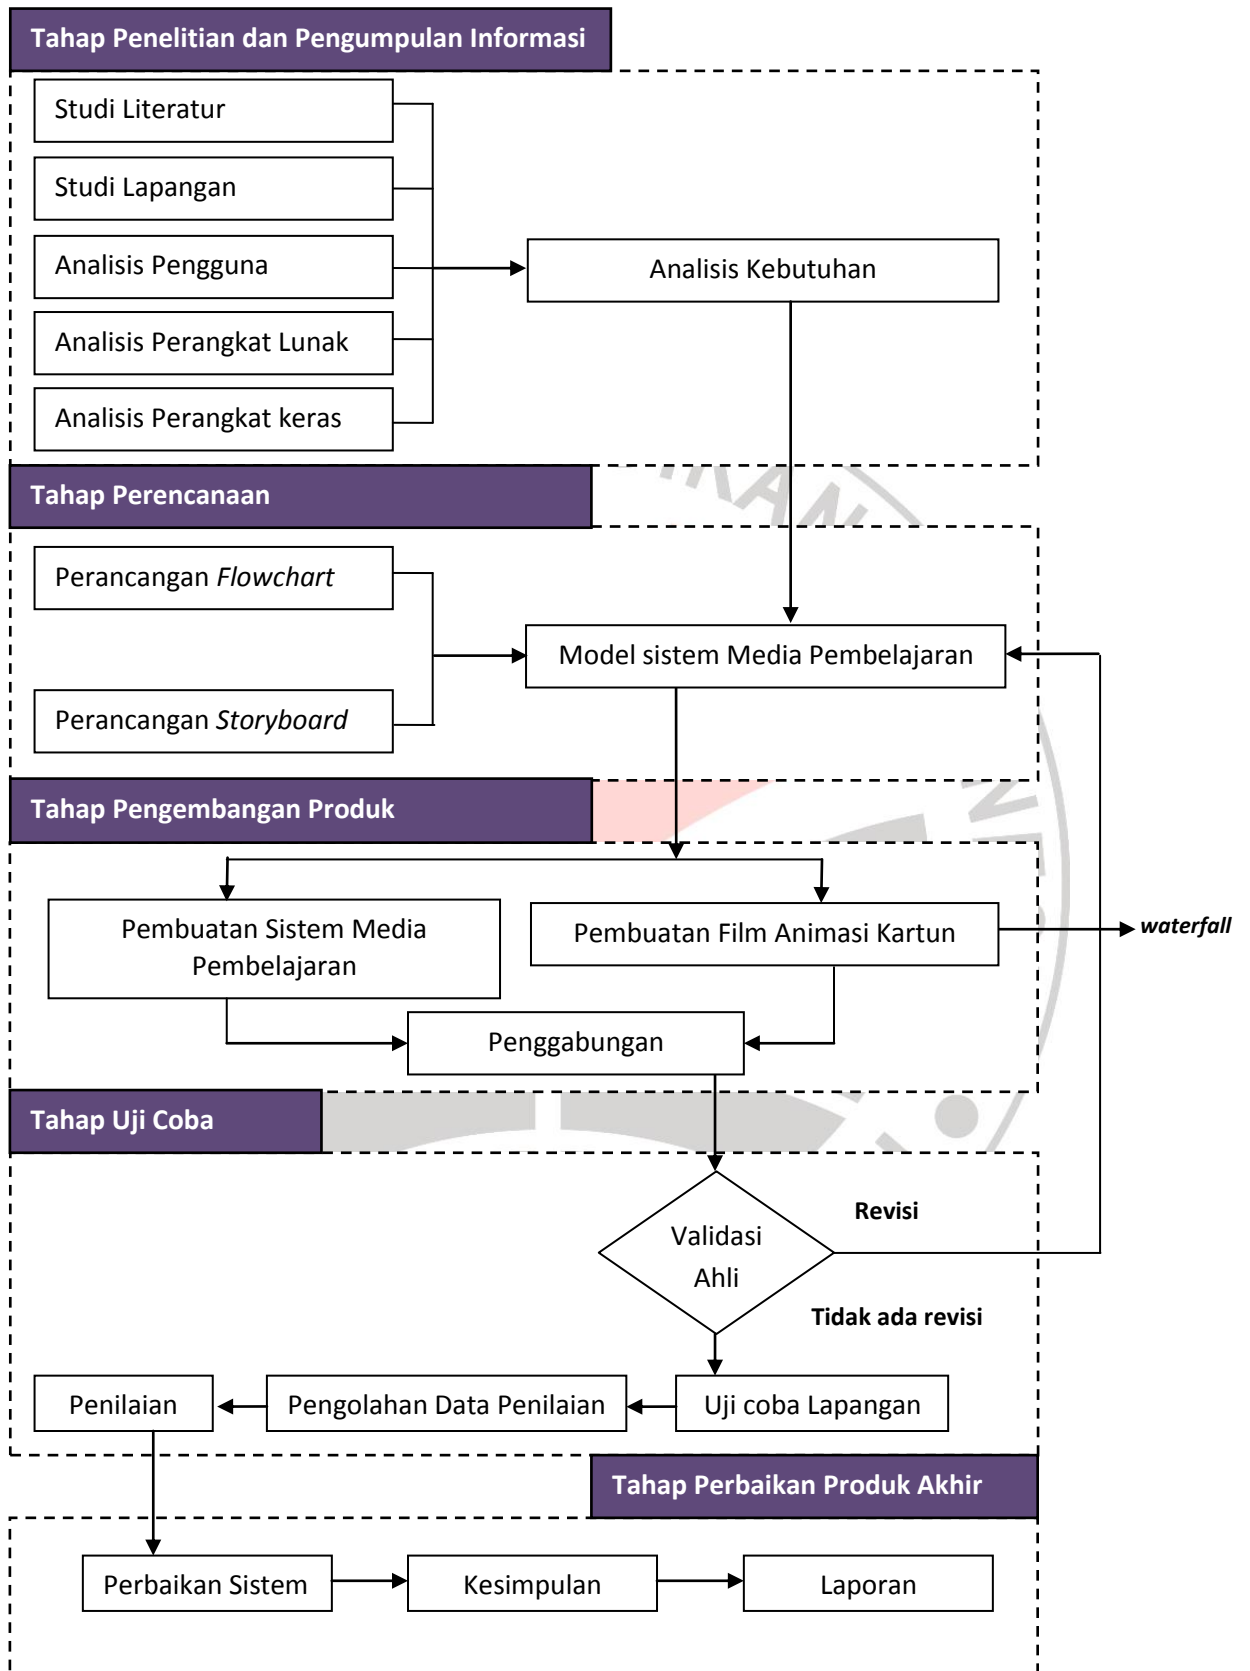 Tahap Penelitian dan Pengumpulan Informasi
Studi Literatur
Studi Lapangan
Analisis Pengguna
Analisis Kebutuhan
Analisis Perangkat Lunak
Analisis Perangkat keras
Tahap Perencanaan
Perancangan Flowchart
Model sistem Media Pembelajaran
Perancangan Storyboard
Tahap Pengembangan Produk
Pembuatan Sistem Media
Pembelajaran
Pembuatan Film Animasi Kartun
waterfall
Penggabungan
Tahap Uji Coba
Validasi
Ahli
Revisi
Tidak ada revisi
Penilaian
Pengolahan Data Penilaian
Uji coba Lapangan
Tahap Perbaikan Produk Akhir
Perbaikan Sistem
Kesimpulan
Laporan